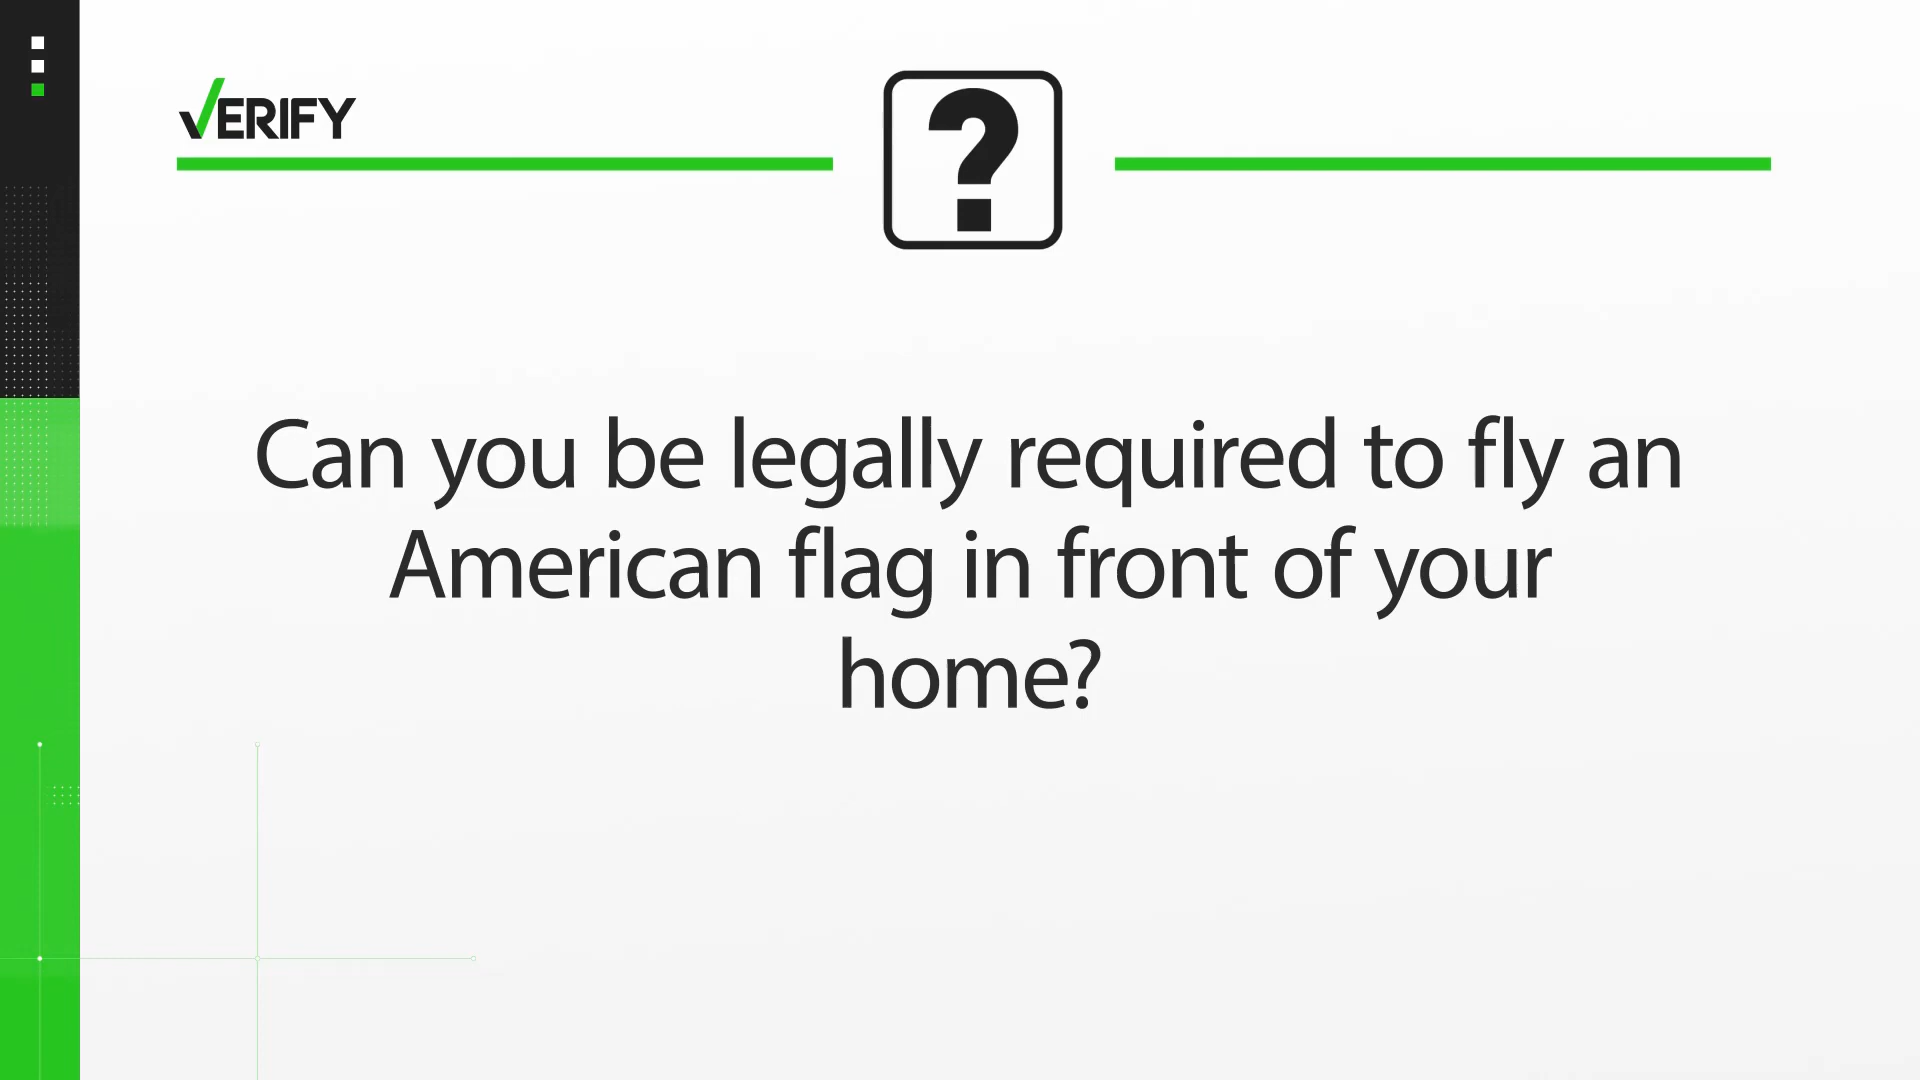 VERIFY
?
Can you be legally required to fly an
American flag in front of your
home?